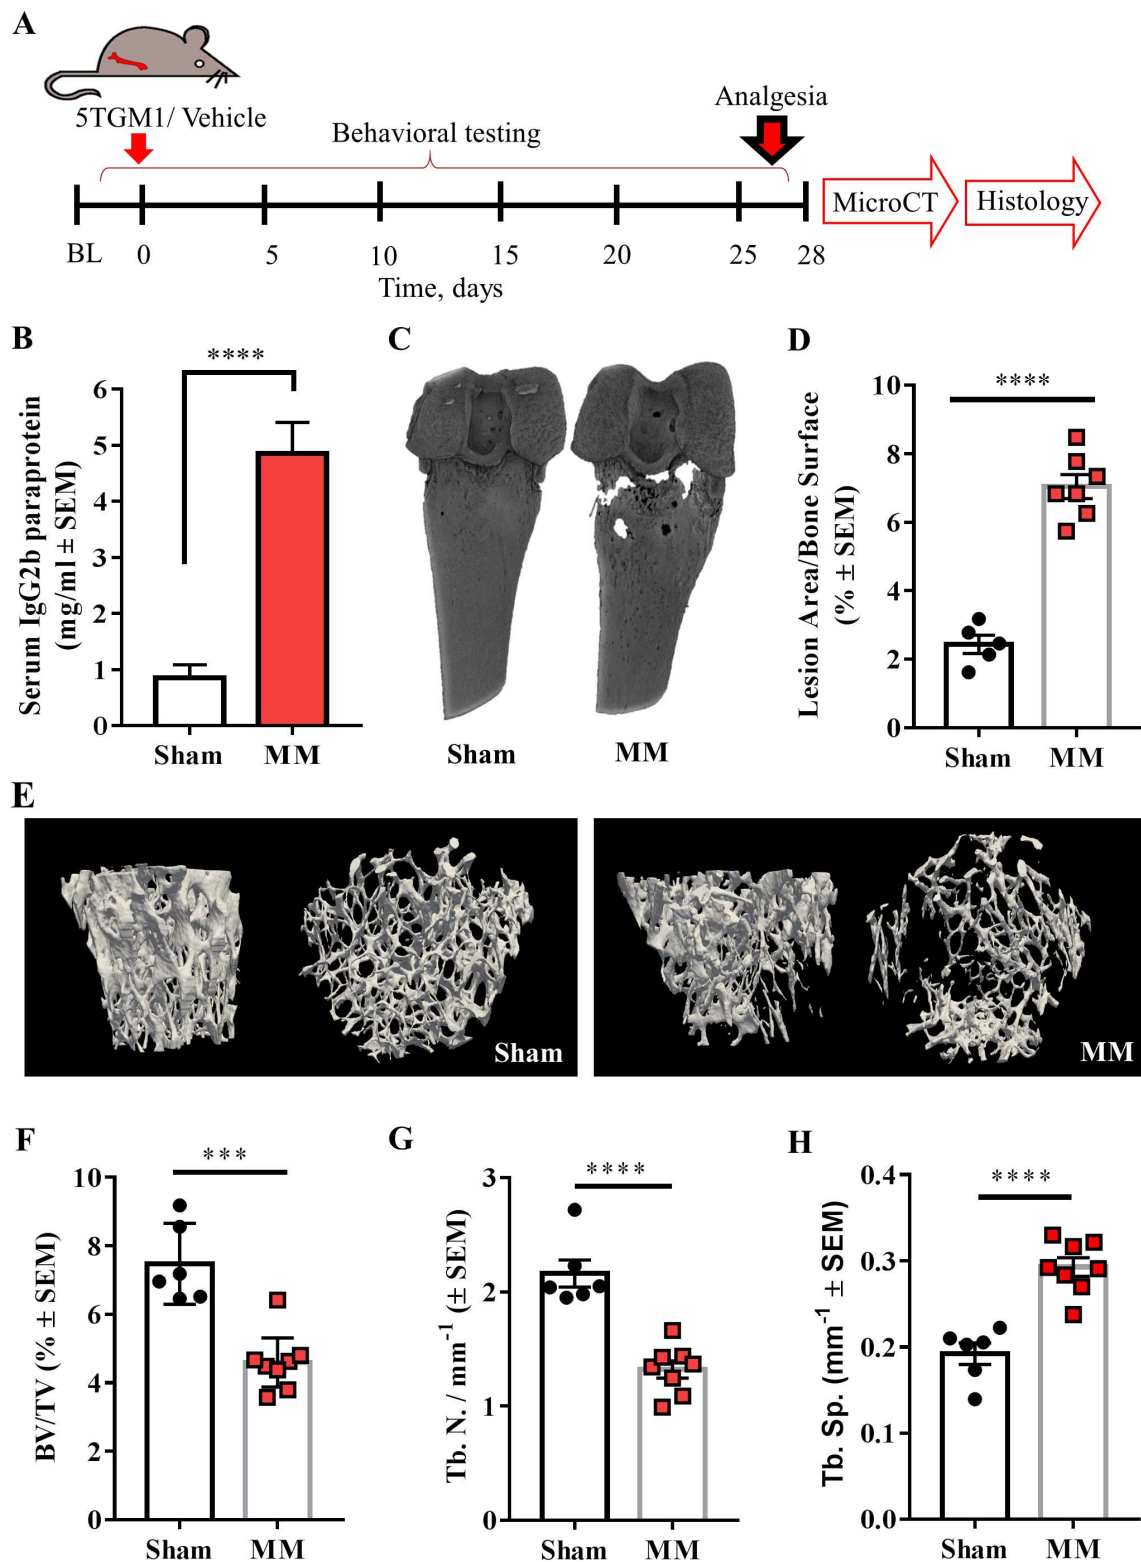 A
5TGM1/ Vehicle
Behavioral testing
Analgesia
MicroCT
Histology
BL 0 5 10 15 20 25 28
Time, days
B
Serum IgG2b paraprotein
(mg/ml ± SEM)
6
5
4
3
2
1
0
****
Sham MM
C
Sham MM
D
Lesion Area/Bone Surface
(% ± SEM)
10
8
6
4
2
0
****
Sham MM
E
Sham
MM
F
BV/TV (% ± SEM)
10
8
6
4
2
0
***
Sham MM
G
Tb. N. / mm⁻¹ (± SEM)
3
2
1
0
****
Sham MM
H
Tb. Sp. (mm⁻¹ ± SEM)
0.4
0.3
0.2
0.1
0.0
****
Sham MM